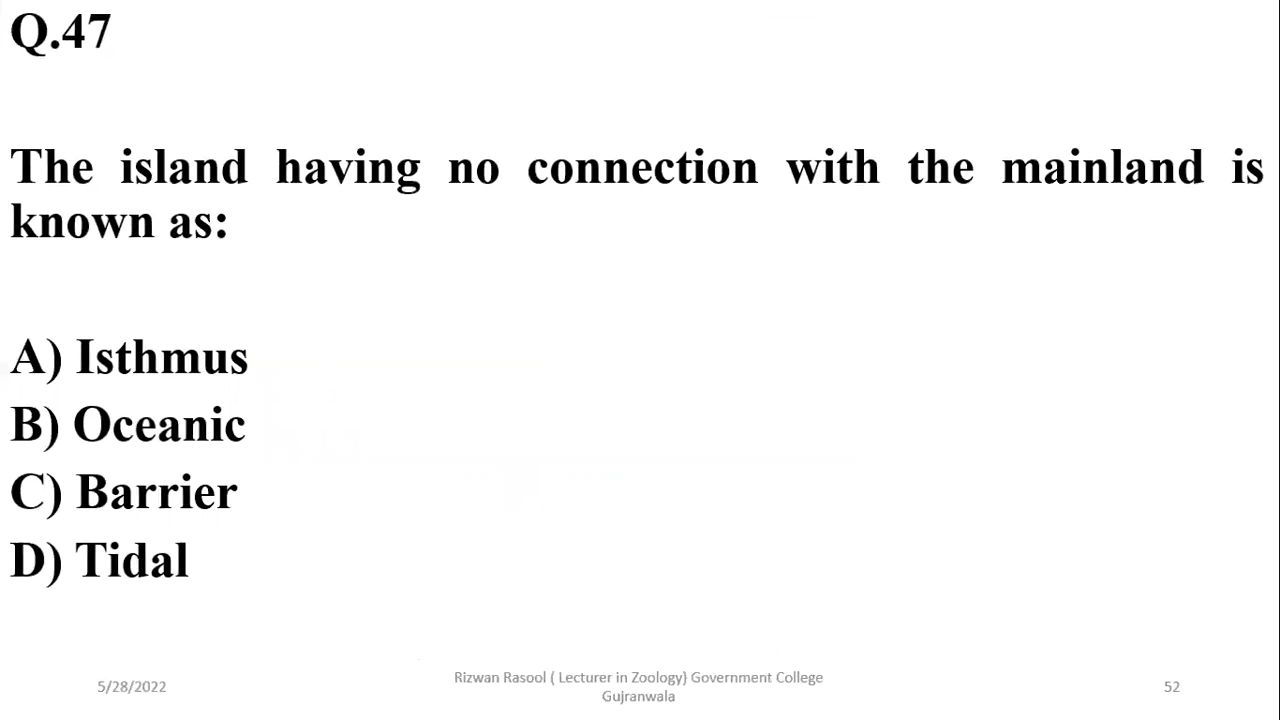 Q.47
The island having no connection with the mainland is
known as:
A) Isthmus
B) Oceanic
C) Barrier
D) Tidal
5/28/2022
Rizwan Rasool ( Lecturer in Zoology) Government College
Gujranwala
52